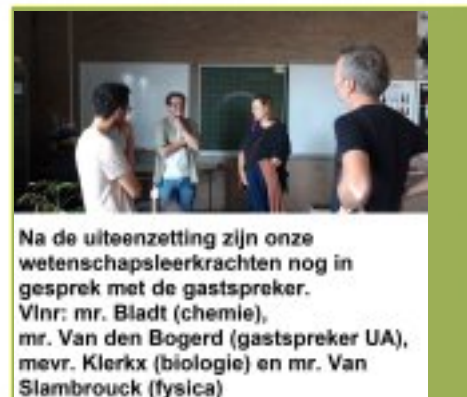 Na de uiteenzetting zijn onze
wetenschapsleerkrachten nog in
gesprek met de gastspreker.
Vlnr: mr. Bladt (chemie),
mr. Van den Bogerd (gastspreker UA),
mevr. Klerkx (biologie) en mr. Van
Slambrouck (fysica)